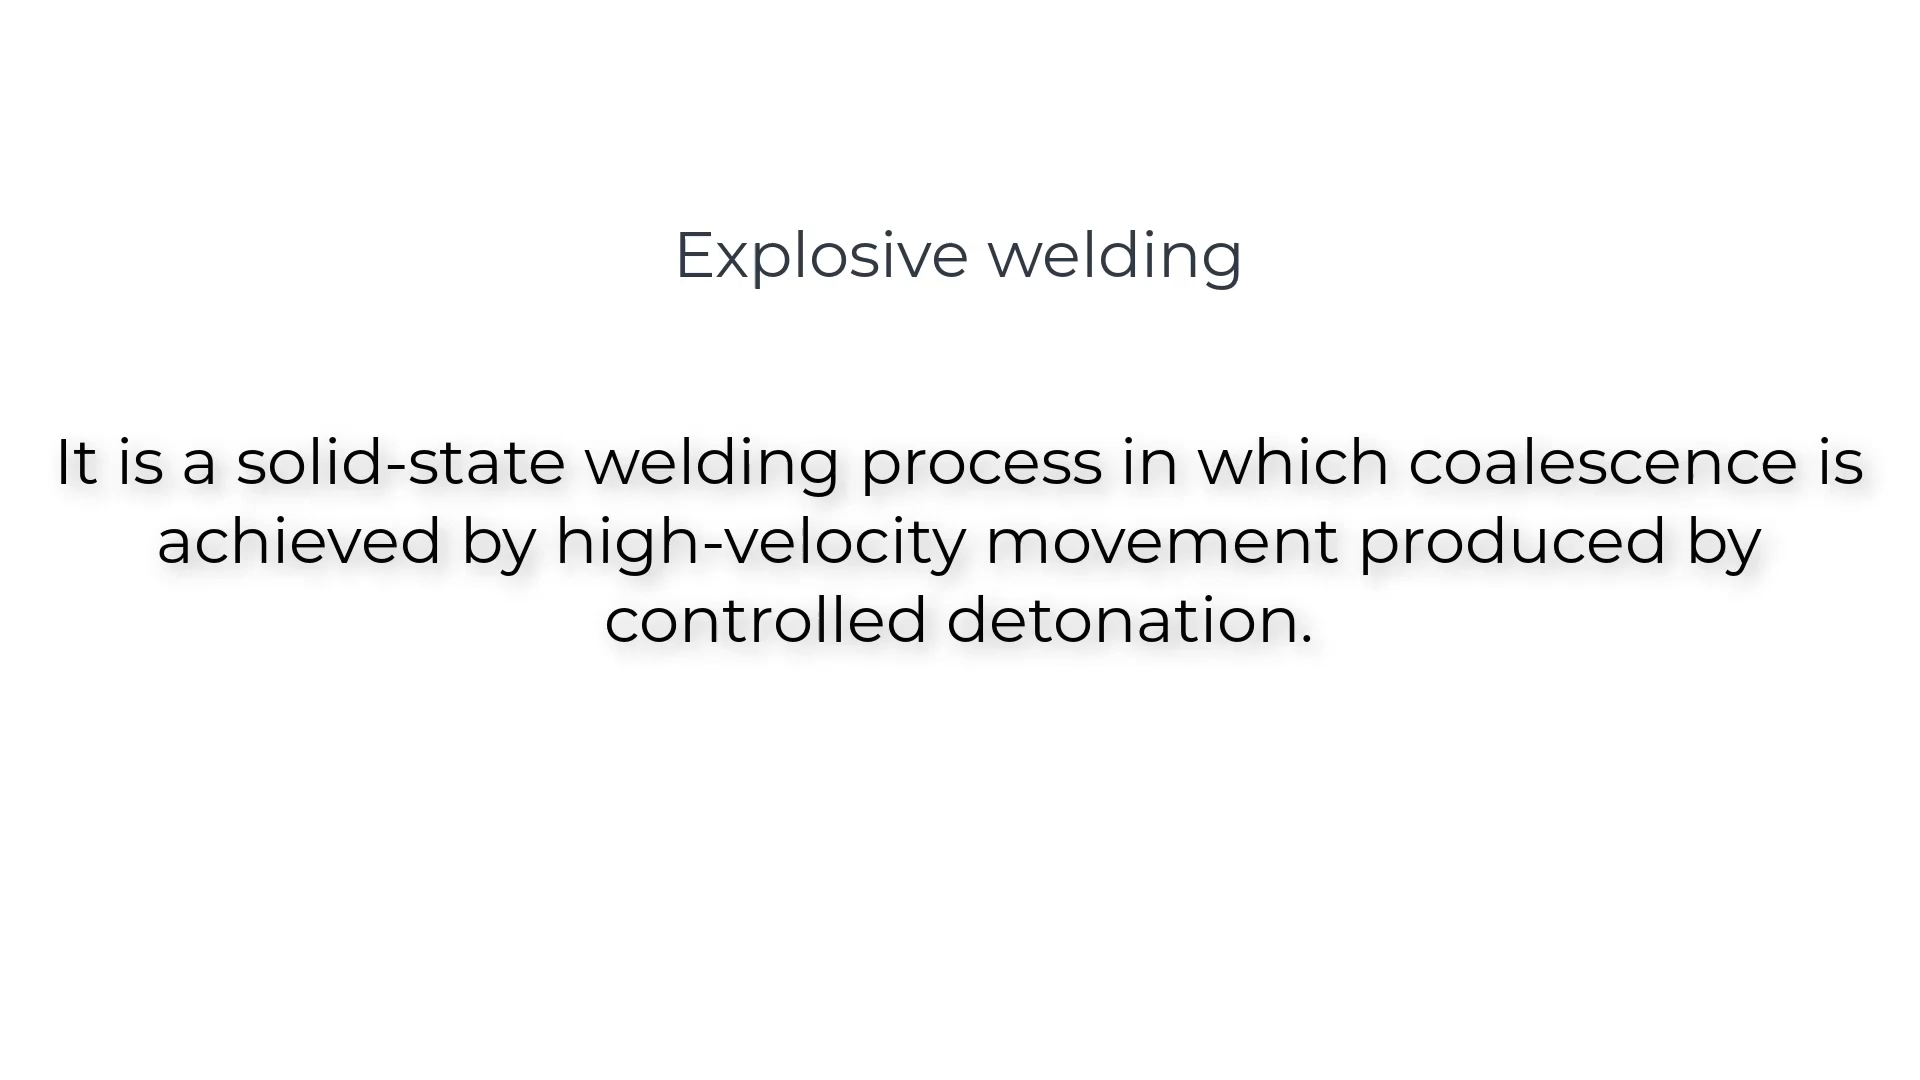 Explosive welding
It is a solid-state welding process in which coalescence is
achieved by high-velocity movement produced by
controlled detonation.